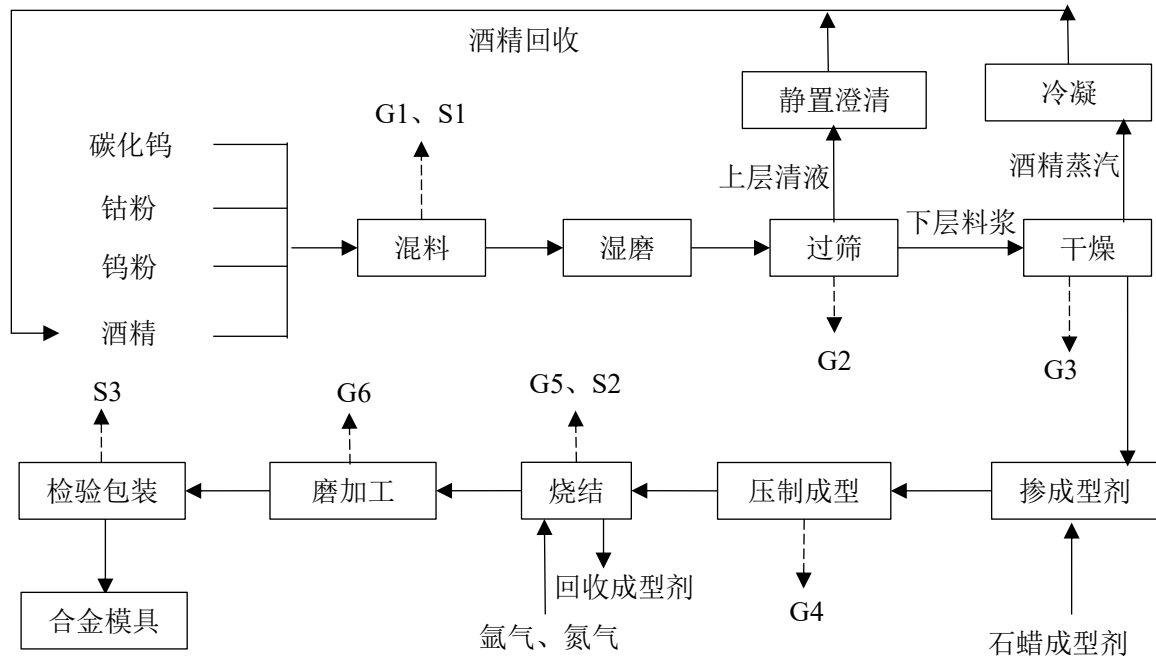 酒精回收
静置澄清
冷凝
G1、S1
碳化钨
上层清液
酒精蒸汽
钴粉
下层料浆
混料
湿磨
过筛
干燥
钨粉
酒精
G2
G3
S3
G6
G5、S2
检验包装
磨加工
烧结
压制成型
掺成型剂
回收成型剂
G4
合金模具
氩气、氮气
石蜡成型剂